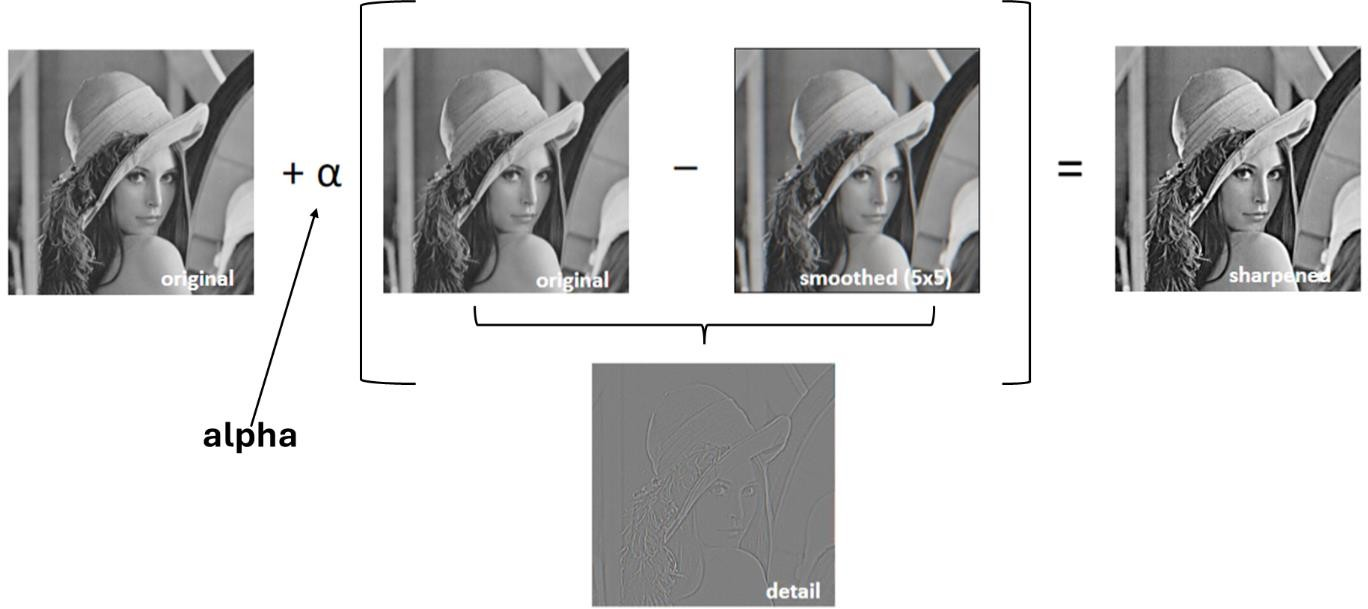 original
+ α
original
−
smoothed (5x5)
=
sharpened
alpha
detail